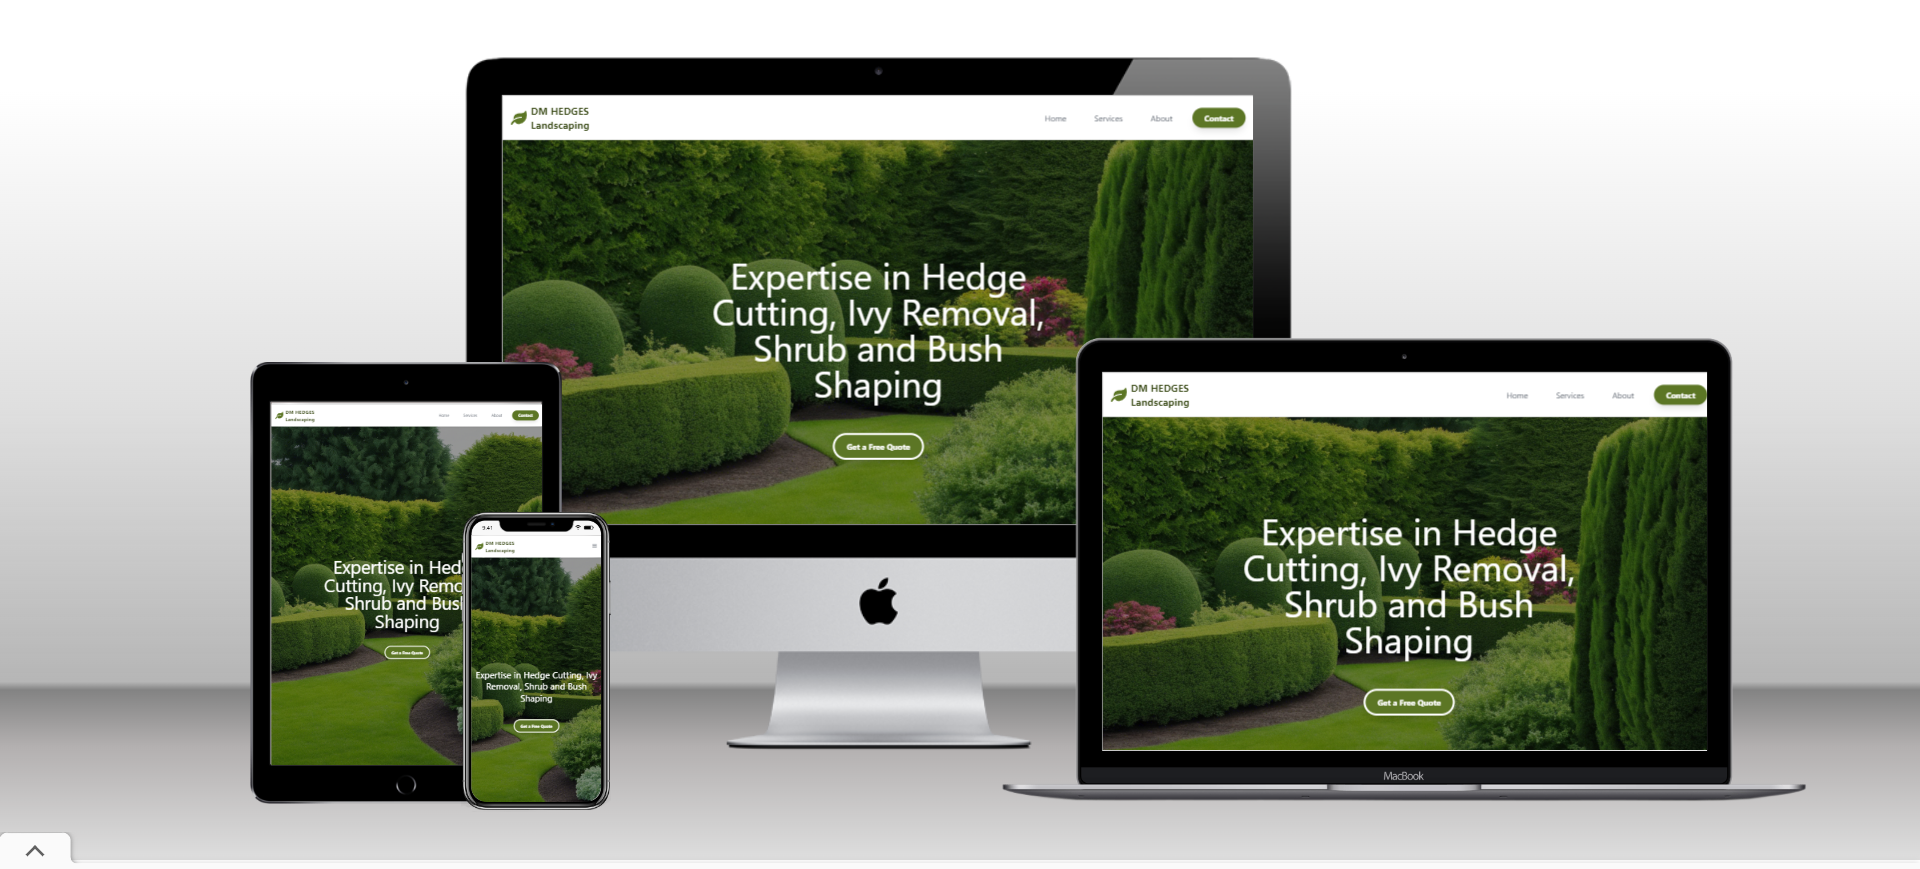 DM HEDGES
Landscaping
Home Services About Contact
Expertise in Hedge
Cutting, Ivy Removal,
Shrub and Bush
Shaping
Get a Free Quote
DM HEDGES
Landscaping
Home Services About Contact
Expertise in Hed
Cutting, Ivy Remo
Shrub and Bus
Shaping
Get a Free Quote
9:41
DM HEDGES
Landscaping
Expertise in Hedge Cutting, Ivy
Removal, Shrub and Bush
Shaping
Get a Free Quote
DM HEDGES
Landscaping
Home Services About Contact
Expertise in Hedge
Cutting, Ivy Removal,
Shrub and Bush
Shaping
Get a Free Quote
MacBook